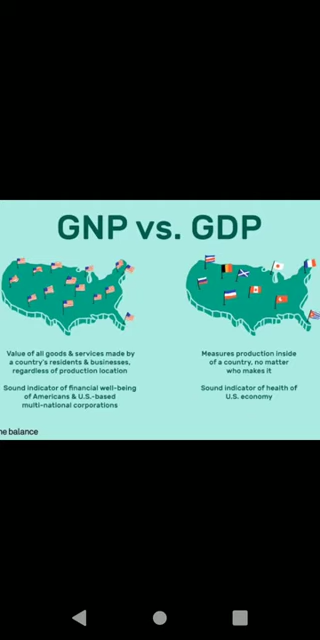 GNP vs. GDP
Value of all goods & services made by
a country's residents & businesses,
regardless of production location
Sound indicator of financial well-being
of Americans & U.S.-based
multi-national corporations
Measures production inside
of a country, no matter
who makes it
Sound indicator of health of
U.S. economy
he balance